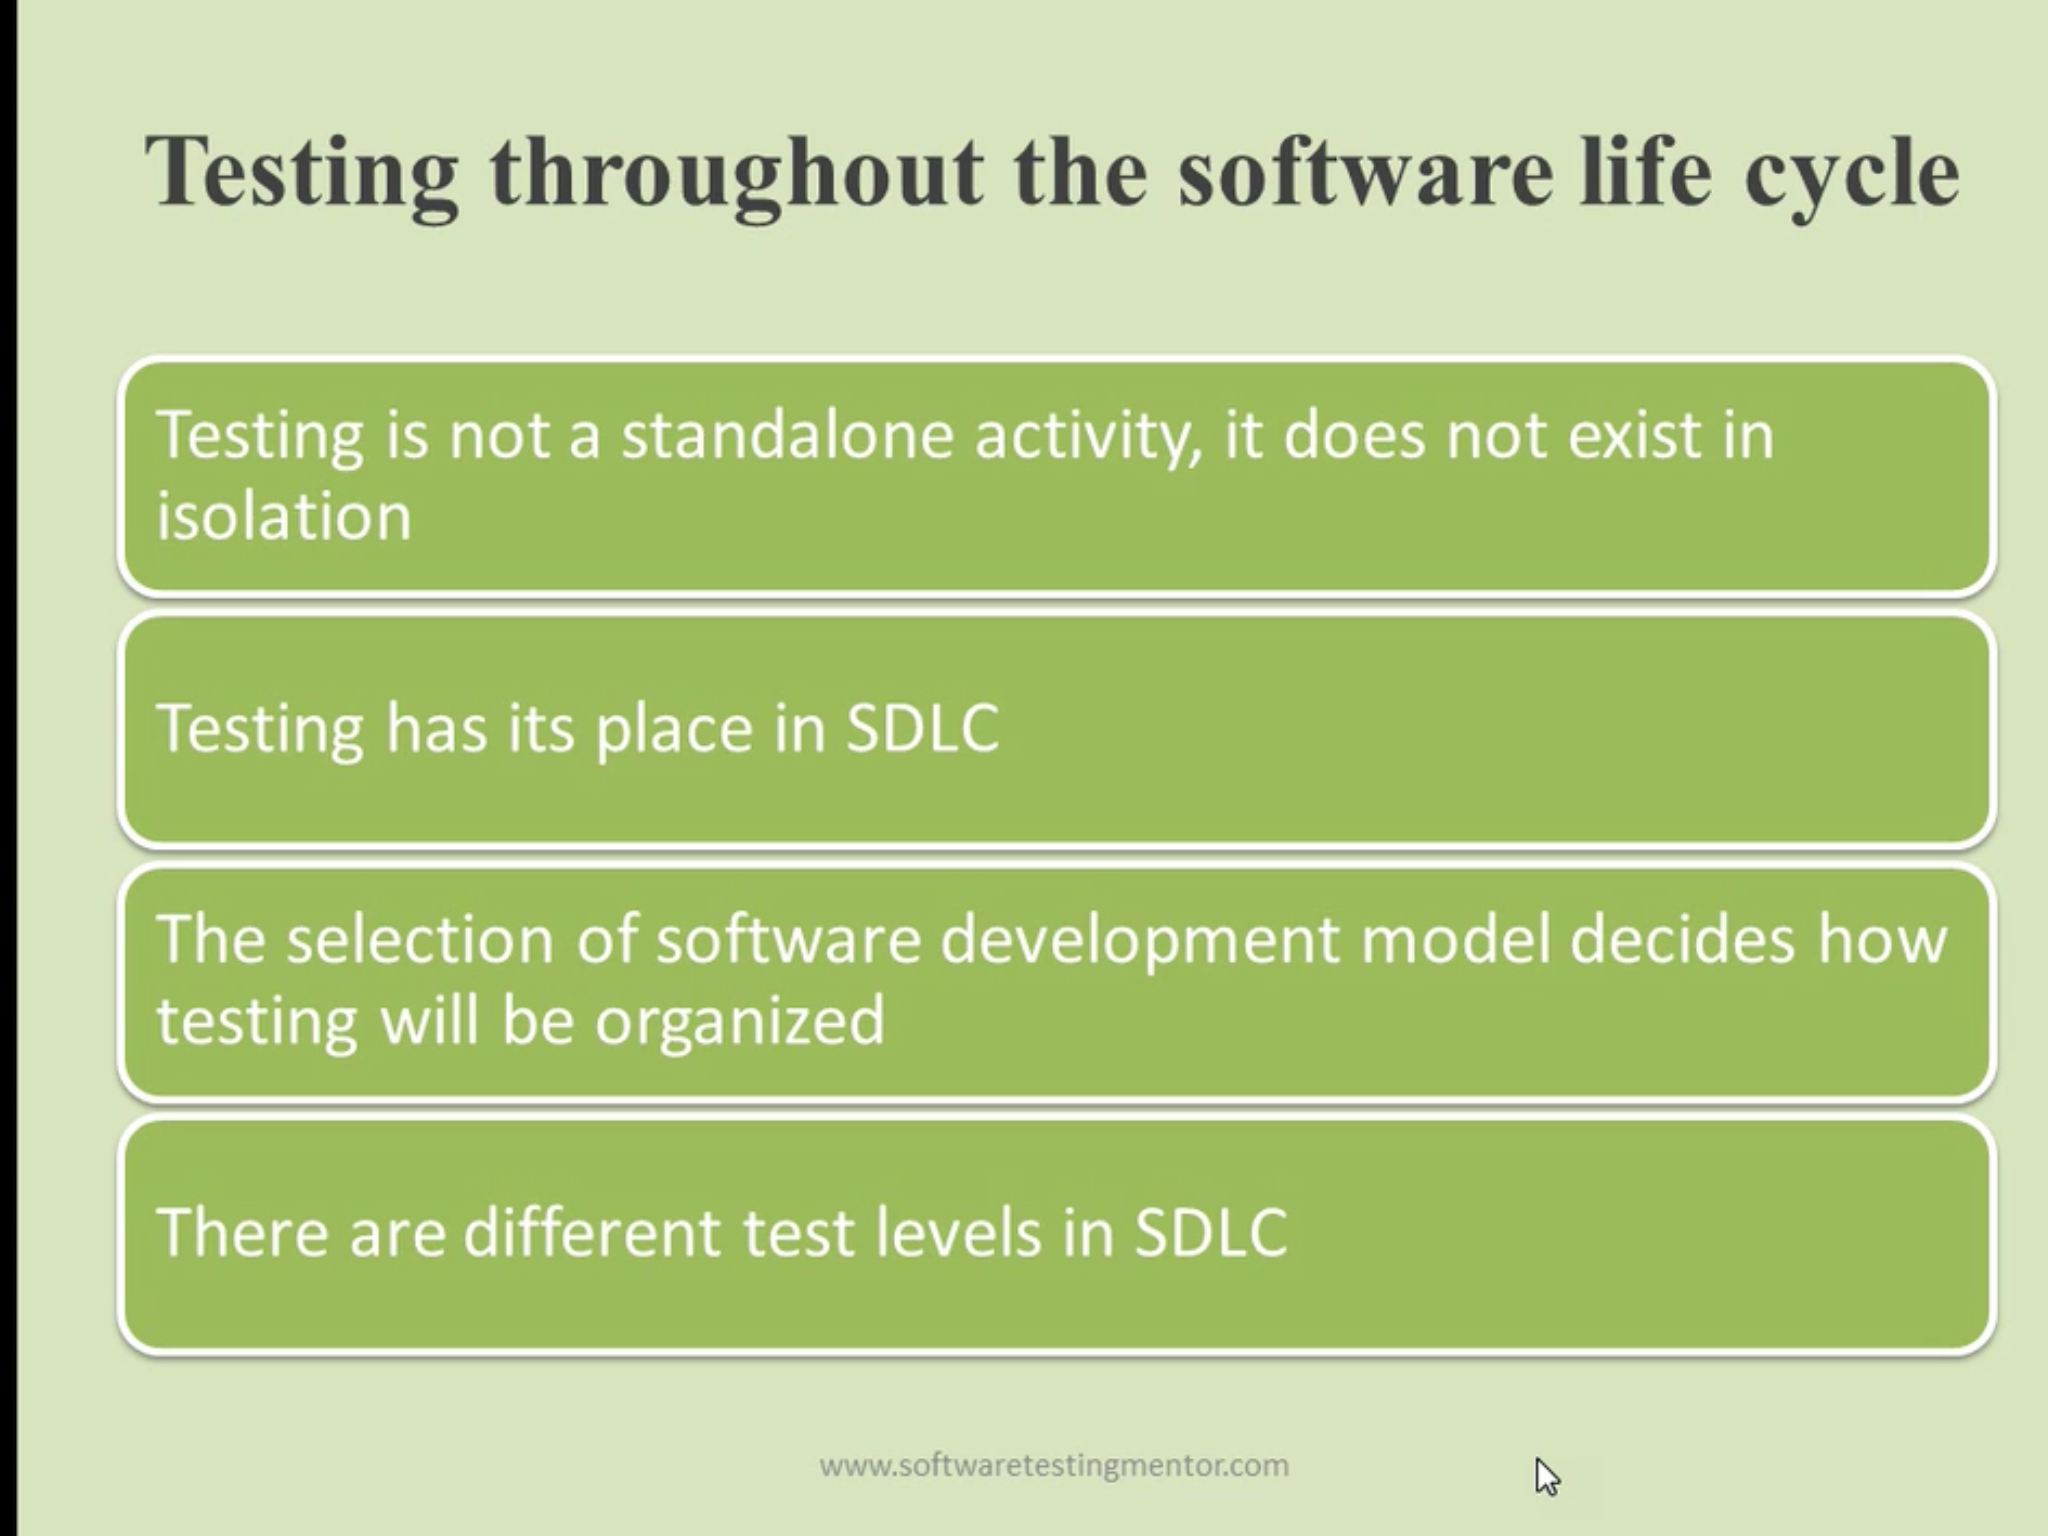 Testing throughout the software life cycle
Testing is not a standalone activity, it does not exist in
isolation
Testing has its place in SDLC
The selection of software development model decides how
testing will be organized
There are different test levels in SDLC
www.softwaretestingmentor.com